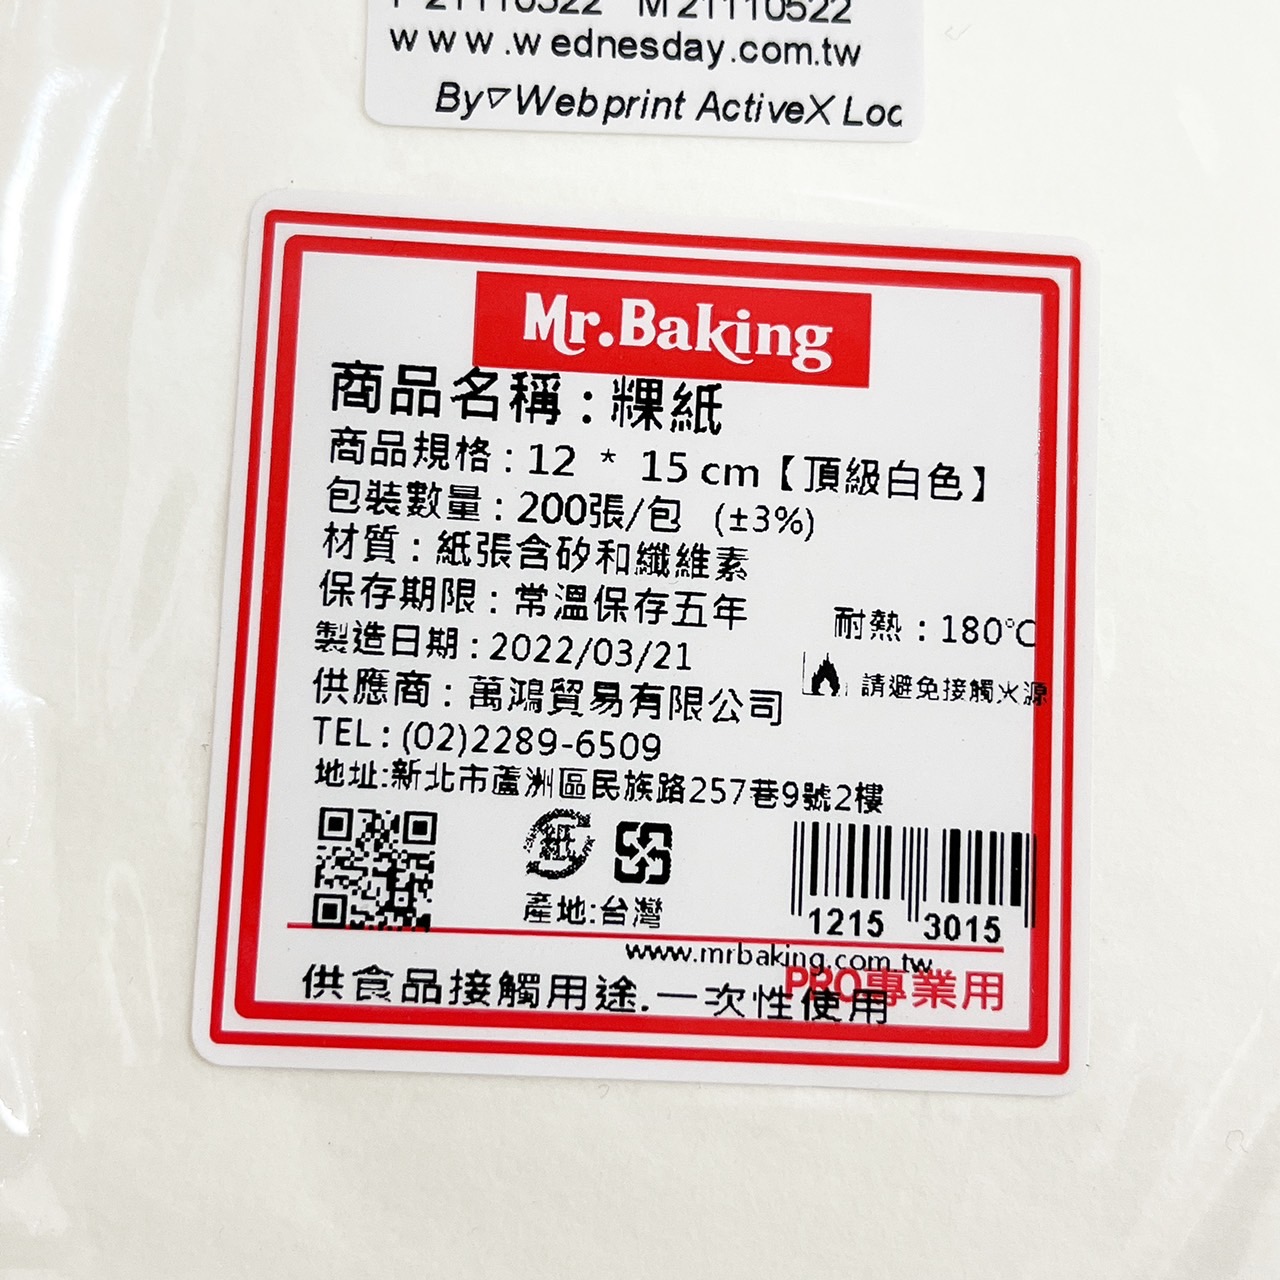 M21110522
www.wednesday.com.tw
By▽Webprint ActiveX Loc
Mr.Baking
商品名稱：粿紙
商品規格：12 * 15 cm【頂級白色】
包裝數量：200張/包 (±3%)
材質：紙張含矽和纖維素
保存期限：常溫保存五年
耐熱：180℃
製造日期：2022/03/21
請避免接觸火源
供應商：萬鴻貿易有限公司
TEL：(02)2289-6509
地址:新北市蘆洲區民族路257巷9號2樓
紙
產地:台灣
1215 3015
www.mrbaking.com.tw
PRO專業用
供食品接觸用途.一次性使用